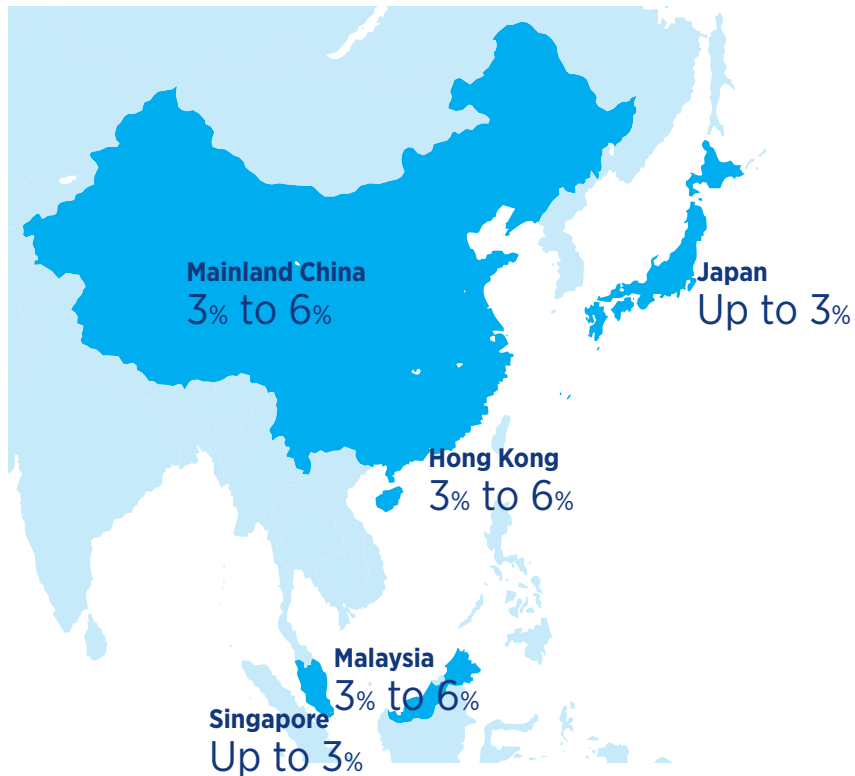 Mainland China
3% to 6%
Japan
Up to 3%
Hong Kong
3% to 6%
Malaysia
3% to 6%
Singapore
Up to 3%